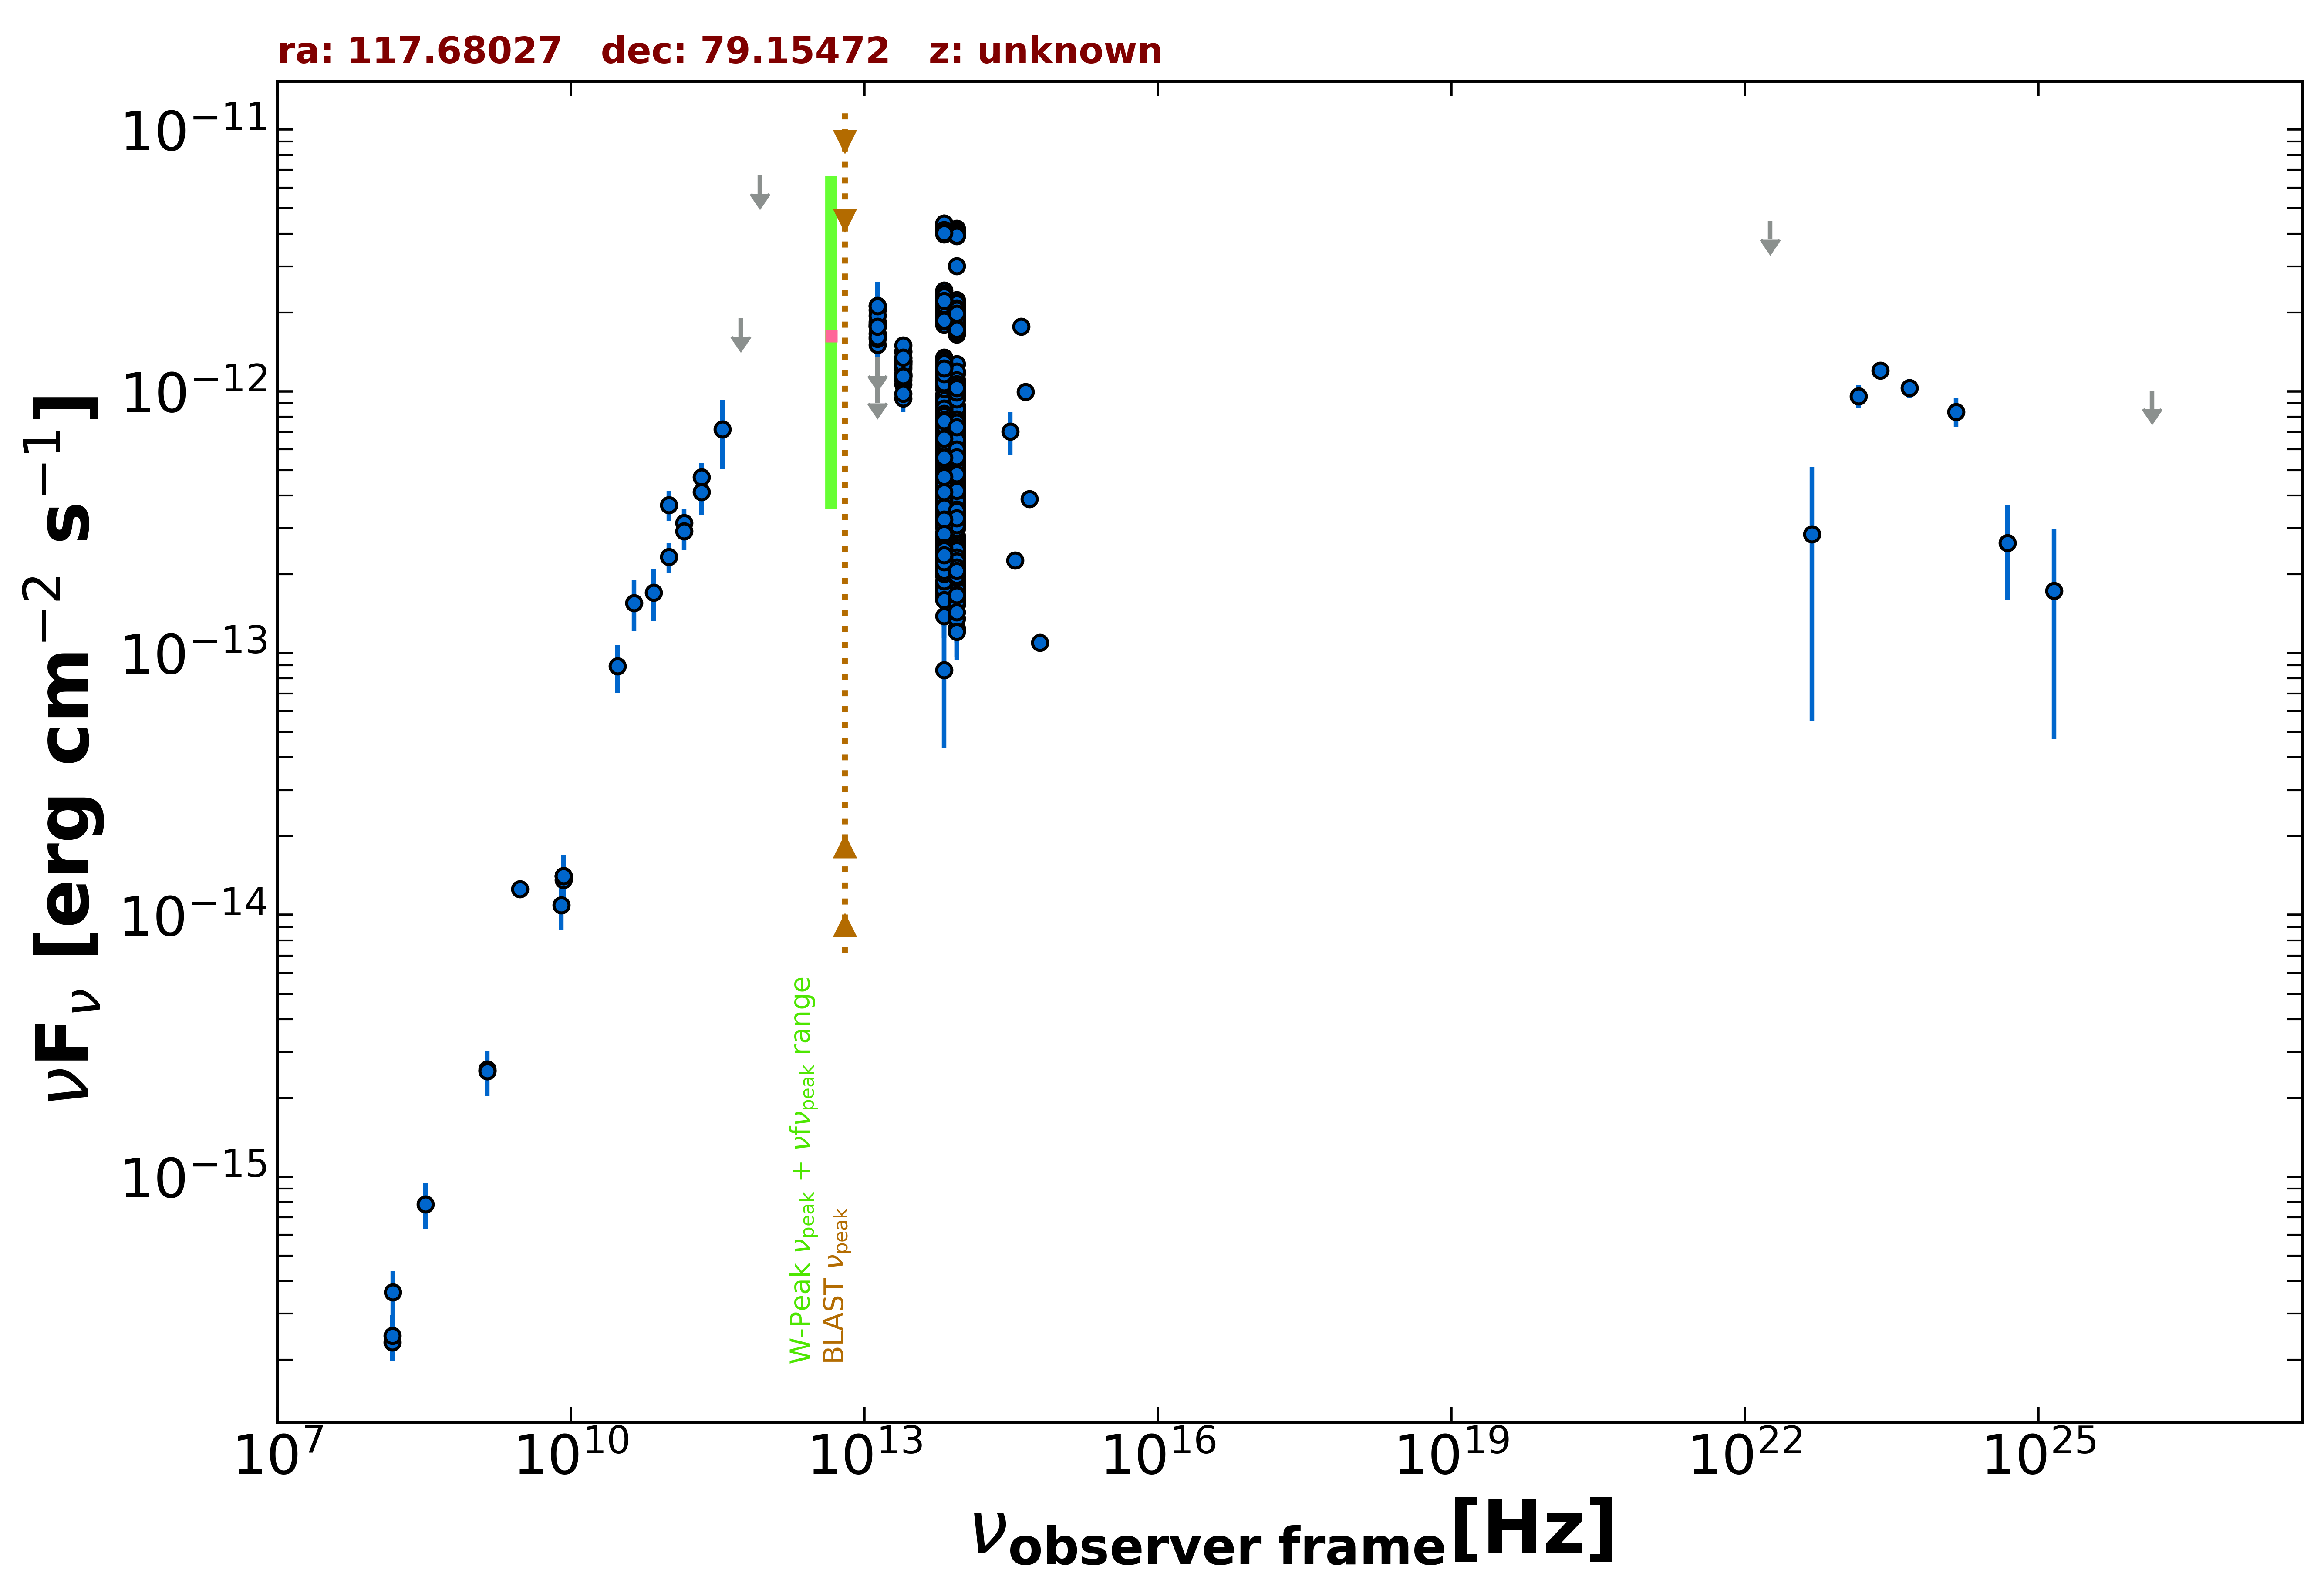 ra: 117.68027   dec: 79.15472   z: unknown
νFν [erg cm⁻² s⁻¹]
10⁻¹¹
10⁻¹²
10⁻¹³
10⁻¹⁴
10⁻¹⁵
W-Peak νpeak + νfνpeak range
BLAST νpeak
10⁷ 10¹⁰ 10¹³ 10¹⁶ 10¹⁹ 10²² 10²⁵
νobserver frame[Hz]